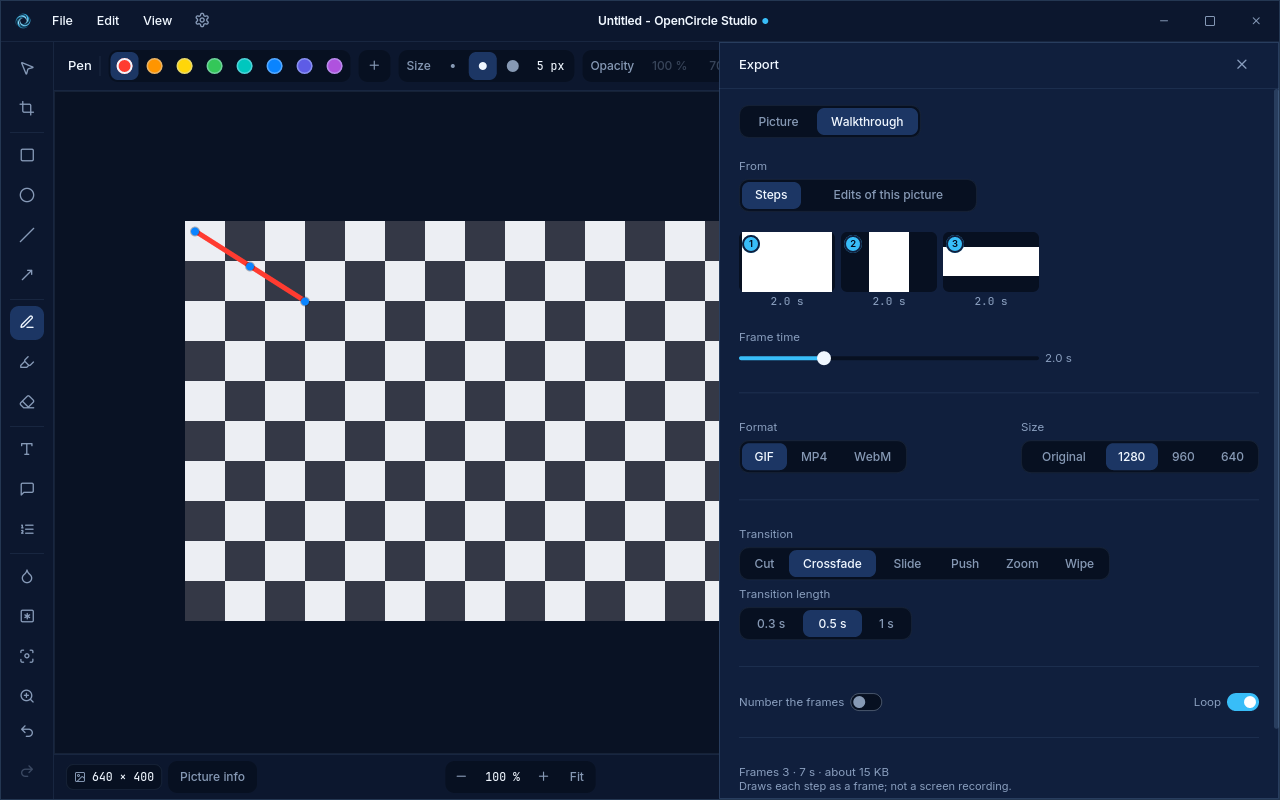 File Edit View Untitled - OpenCircle Studio
Pen Size 5 px Opacity 100 %
Export
Picture Walkthrough
From
Steps Edits of this picture
1 2 3
2.0 s 2.0 s 2.0 s
Frame time
2.0 s
Format Size
GIF MP4 WebM Original 1280 960 640
Transition
Cut Crossfade Slide Push Zoom Wipe
Transition length
0.3 s 0.5 s 1 s
Number the frames Loop
640 × 400 Picture info 100 % Fit
Frames 3 · 7 s · about 15 KB
Draws each step as a frame; not a screen recording.